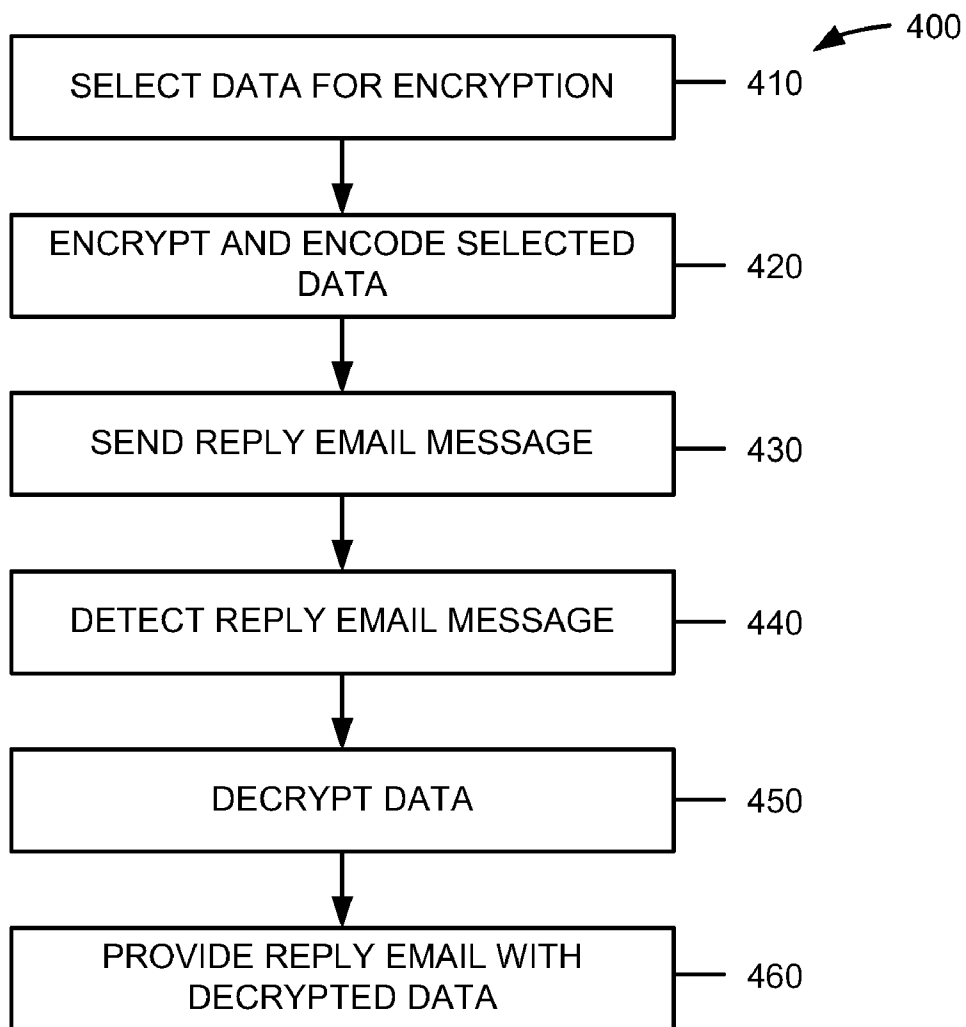 400
SELECT DATA FOR ENCRYPTION
410
ENCRYPT AND ENCODE SELECTED
DATA
420
SEND REPLY EMAIL MESSAGE
430
DETECT REPLY EMAIL MESSAGE
440
DECRYPT DATA
450
PROVIDE REPLY EMAIL WITH
DECRYPTED DATA
460